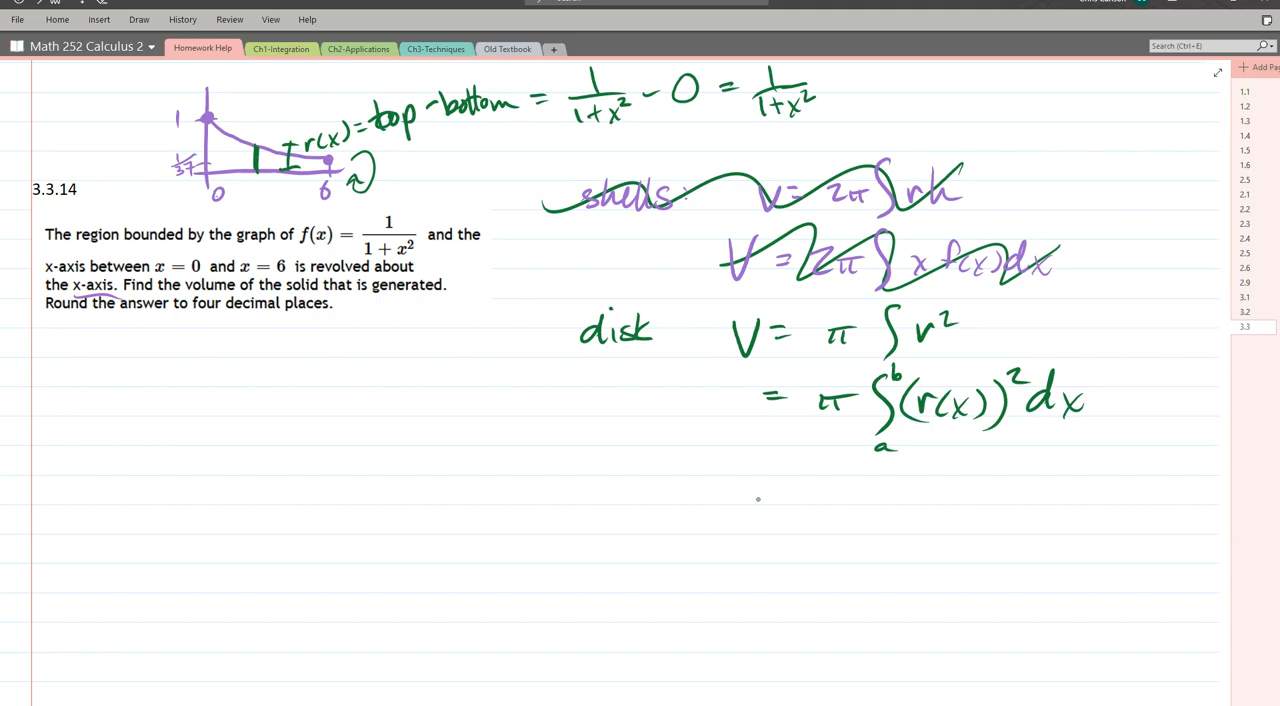 File Home Insert Draw History Review View Help
Math 252 Calculus 2 Homework Help Ch1-Integration Ch2-Applications Ch3-Techniques Old Textbook + Search (Ctrl+E)
+ Add Pag
1.1
1.2
1.3
1.4
1.5
1.6
2.1
2.2
2.3
2.4
2.5
2.6
2.9
3.1
3.2
3.3
1
1/37
0
6
r(x) = top - bottom = 1/(1+x²) - 0 = 1/(1+x²)
3.3.14
The region bounded by the graph of f(x) = 1/(1 + x²) and the
x-axis between x = 0 and x = 6 is revolved about
the x-axis. Find the volume of the solid that is generated.
Round the answer to four decimal places.
shells: V = 2π ∫ r h
V = 2π ∫ x f(x) dx
disk V = π ∫ r²
= π ∫ₐᵇ (r(x))² dx